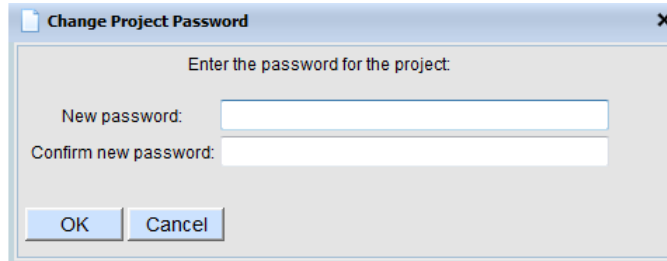 Change Project Password
Enter the password for the project:
New password:
Confirm new password:
OK Cancel